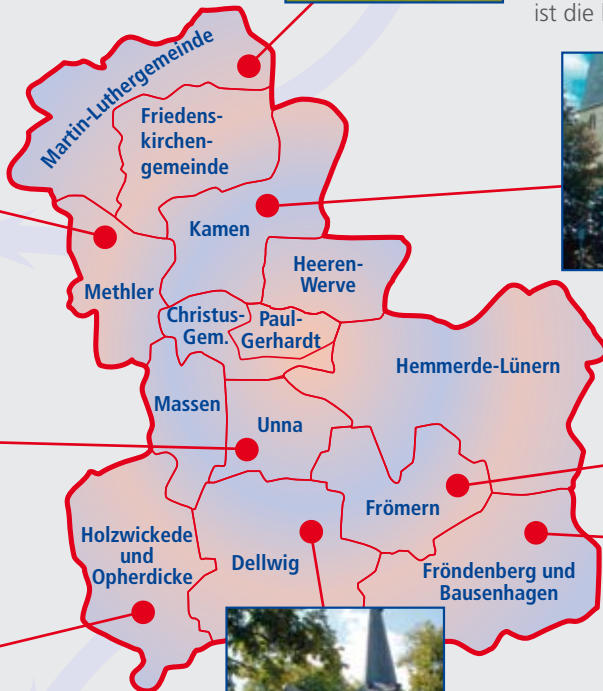 ist die
Martin-Luthergemeinde
Friedens-
kirchen-
gemeinde
Kamen
Heeren-
Werve
Methler
Christus-
Gem.
Paul-
Gerhardt
Hemmerde-Lünern
Massen
Unna
Frömern
Holzwickede
und
Opherdicke
Dellwig
Fröndenberg und
Bausenhagen